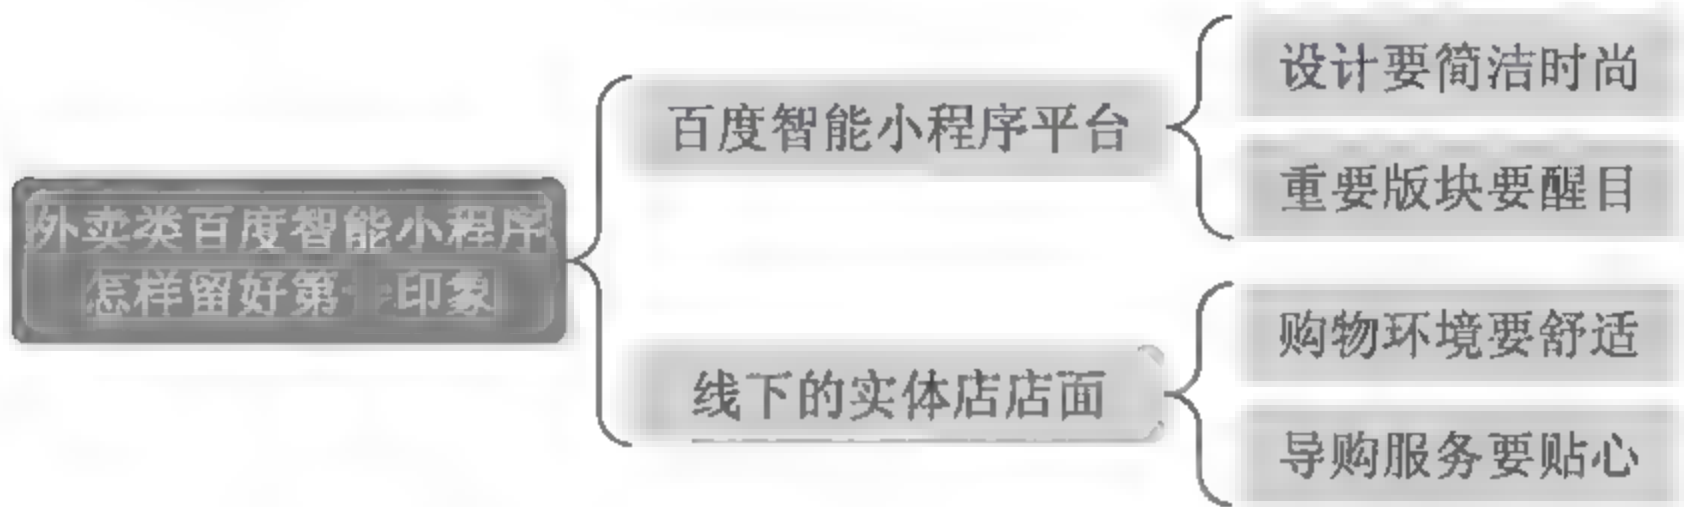 外卖类百度智能小程序
怎样留好第一印象
百度智能小程序平台
设计要简洁时尚
重要版块要醒目
线下的实体店店面
购物环境要舒适
导购服务要贴心